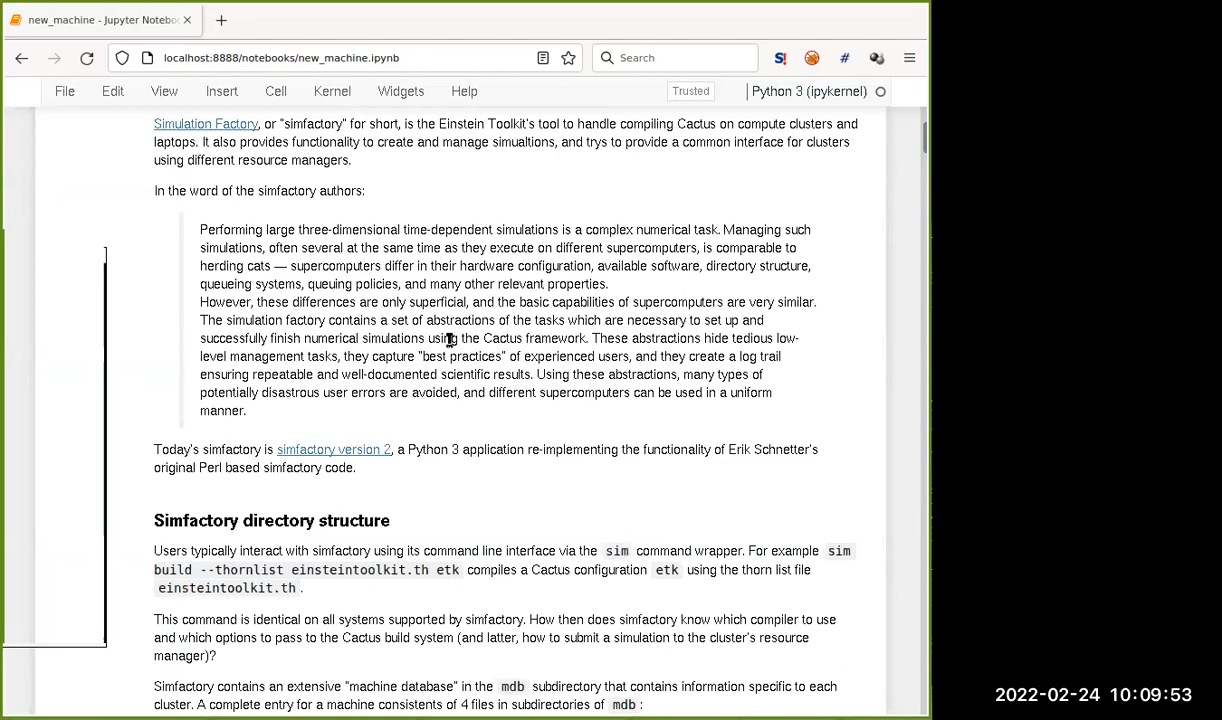 new_machine - Jupyter Notebo
localhost:8888/notebooks/new_machine.ipynb
Search
S!
#
File Edit View Insert Cell Kernel Widgets Help
Trusted
Python 3 (ipykernel)
Simulation Factory, or "simfactory" for short, is the Einstein Toolkit's tool to handle compiling Cactus on compute clusters and
laptops. It also provides functionality to create and manage simualtions, and trys to provide a common interface for clusters
using different resource managers.
In the word of the simfactory authors:
Performing large three-dimensional time-dependent simulations is a complex numerical task. Managing such
simulations, often several at the same time as they execute on different supercomputers, is comparable to
herding cats — supercomputers differ in their hardware configuration, available software, directory structure,
queueing systems, queuing policies, and many other relevant properties.
However, these differences are only superficial, and the basic capabilities of supercomputers are very similar.
The simulation factory contains a set of abstractions of the tasks which are necessary to set up and
successfully finish numerical simulations using the Cactus framework. These abstractions hide tedious low-
level management tasks, they capture "best practices" of experienced users, and they create a log trail
ensuring repeatable and well-documented scientific results. Using these abstractions, many types of
potentially disastrous user errors are avoided, and different supercomputers can be used in a uniform
manner.
Today's simfactory is simfactory version 2, a Python 3 application re-implementing the functionality of Erik Schnetter's
original Perl based simfactory code.
Simfactory directory structure
Users typically interact with simfactory using its command line interface via the sim command wrapper. For example sim
build --thornlist einsteintoolkit.th etk compiles a Cactus configuration etk using the thorn list file
einsteintoolkit.th .
This command is identical on all systems supported by simfactory. How then does simfactory know which compiler to use
and which options to pass to the Cactus build system (and latter, how to submit a simulation to the cluster's resource
manager)?
Simfactory contains an extensive "machine database" in the mdb subdirectory that contains information specific to each
cluster. A complete entry for a machine consistents of 4 files in subdirectories of mdb :
2022-02-24 10:09:53